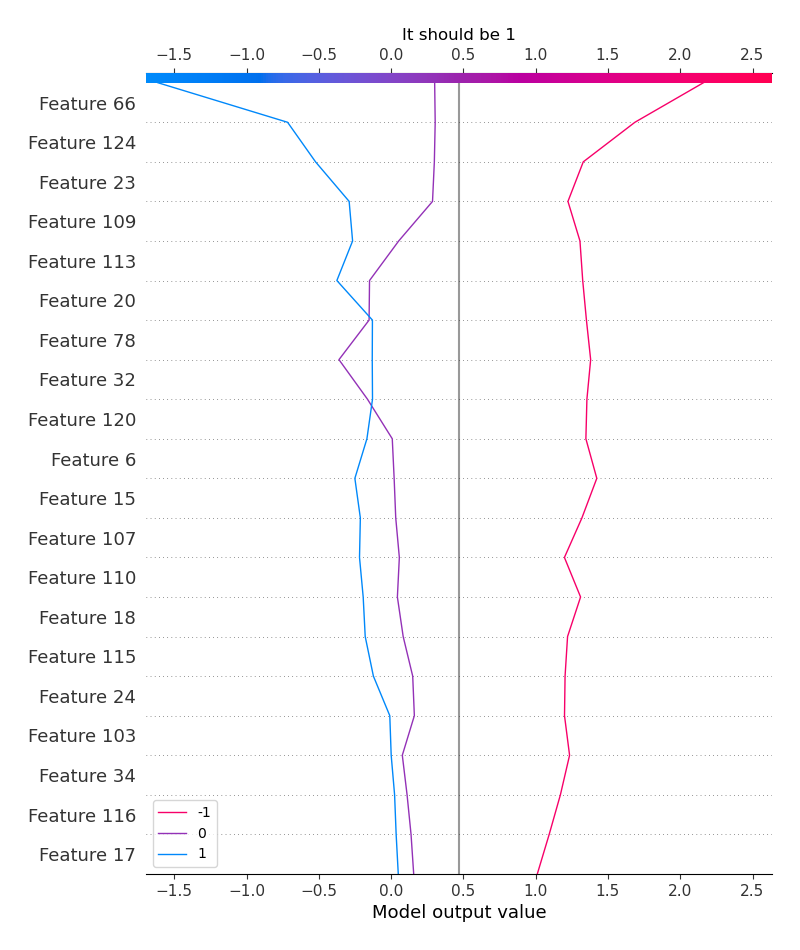 It should be 1
−1.5 −1.0 −0.5 0.0 0.5 1.0 1.5 2.0 2.5
Feature 66
Feature 124
Feature 23
Feature 109
Feature 113
Feature 20
Feature 78
Feature 32
Feature 120
Feature 6
Feature 15
Feature 107
Feature 110
Feature 18
Feature 115
Feature 24
Feature 103
Feature 34
Feature 116
Feature 17
-1
0
1
−1.5 −1.0 −0.5 0.0 0.5 1.0 1.5 2.0 2.5
Model output value